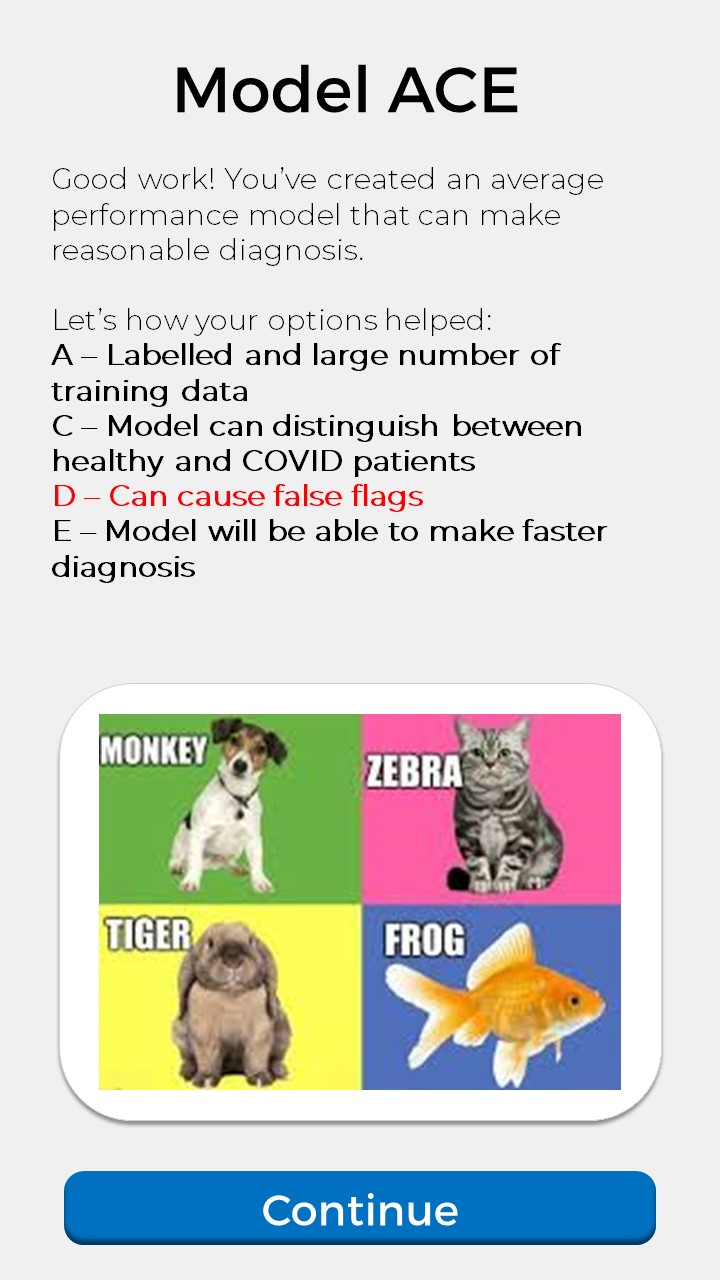 Model ACE
Good work! You’ve created an average
performance model that can make
reasonable diagnosis.
Let’s how your options helped:
A – Labelled and large number of
training data
C – Model can distinguish between
healthy and COVID patients
D – Can cause false flags
E – Model will be able to make faster
diagnosis
MONKEY
ZEBRA
TIGER
FROG
Continue